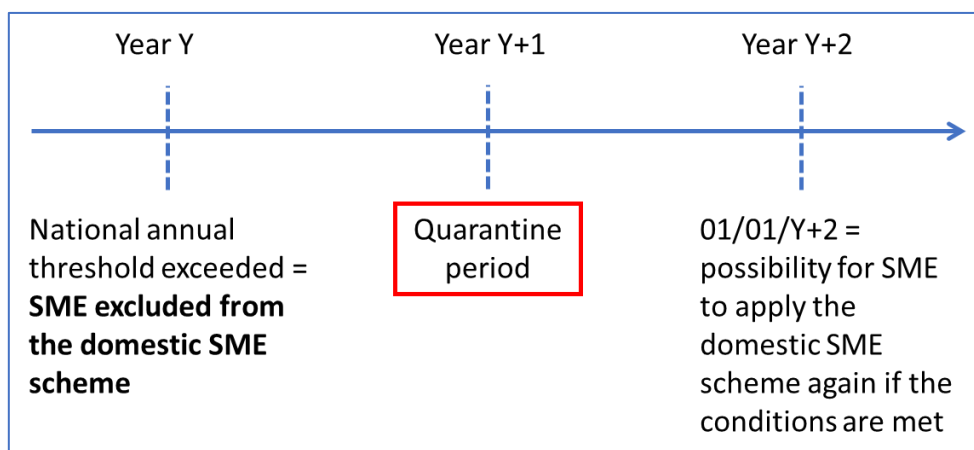 Year Y
Year Y+1
Year Y+2
National annual
threshold exceeded =
SME excluded from
the domestic SME
scheme
Quarantine
period
01/01/Y+2 =
possibility for SME
to apply the
domestic SME
scheme again if the
conditions are met